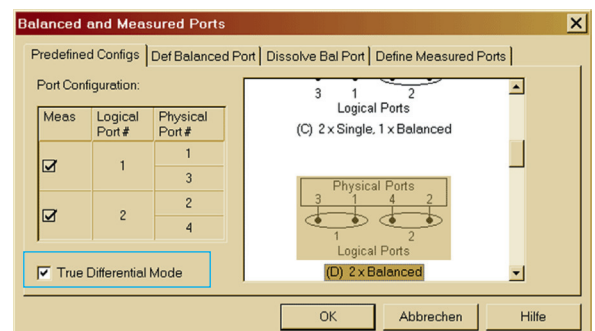 Balanced and Measured Ports
Predefined Configs Def Balanced Port Dissolve Bal Port Define Measured Ports
Port Configuration:
Meas Logical Port# Physical Port#
1 1
3
2 2
4
True Differential Mode
3 1 2
Logical Ports
(C) 2 x Single, 1 x Balanced
Physical Ports
3 1 4 2
1 2
Logical Ports
(D) 2 x Balanced
OK Abbrechen Hilfe